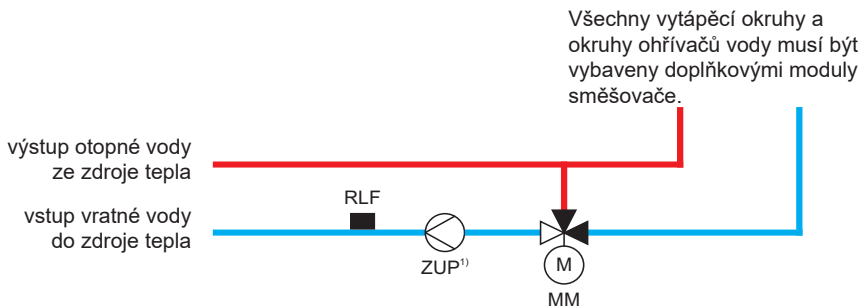 Všechny vytápěcí okruhy a
okruhy ohřívačů vody musí být
vybaveny doplňkovými moduly
směšovače.
výstup otopné vody
ze zdroje tepla
RLF
vstup vratné vody
do zdroje tepla
ZUP¹⁾
M
MM